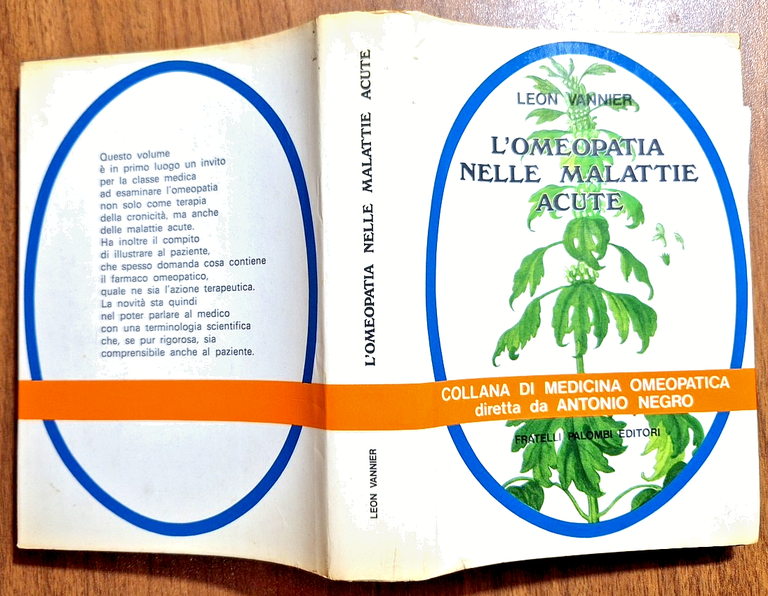 Questo volume
è in primo luogo un invito
per la classe medica
ad esaminare l'omeopatia
non solo come terapia
della cronicità, ma anche
delle malattie acute.
Ha inoltre il compito
di illustrare al paziente,
che spesso domanda cosa contiene
il farmaco omeopatico,
quale ne sia l'azione terapeutica.
La novità sta quindi
nel poter parlare al medico
con una terminologia scientifica
che, se pur rigorosa, sia
comprensibile anche al paziente.
L'OMEOPATIA NELLE MALATTIE ACUTE
LEON VANNIER
LEON VANNIER
L'OMEOPATIA
NELLE MALATTIE
ACUTE
COLLANA DI MEDICINA OMEOPATICA
diretta da ANTONIO NEGRO
FRATELLI PALOMBI EDITORI